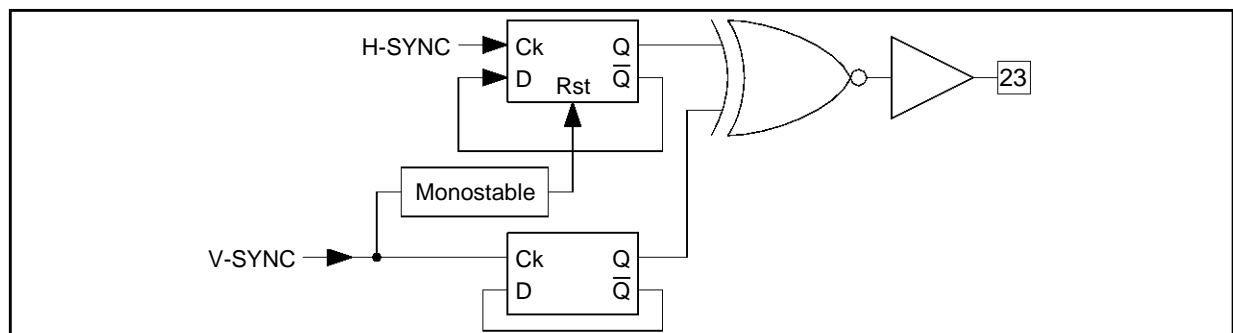 H-SYNC
Ck Q
D Q̅
Rst
23
Monostable
V-SYNC
Ck Q
D Q̅